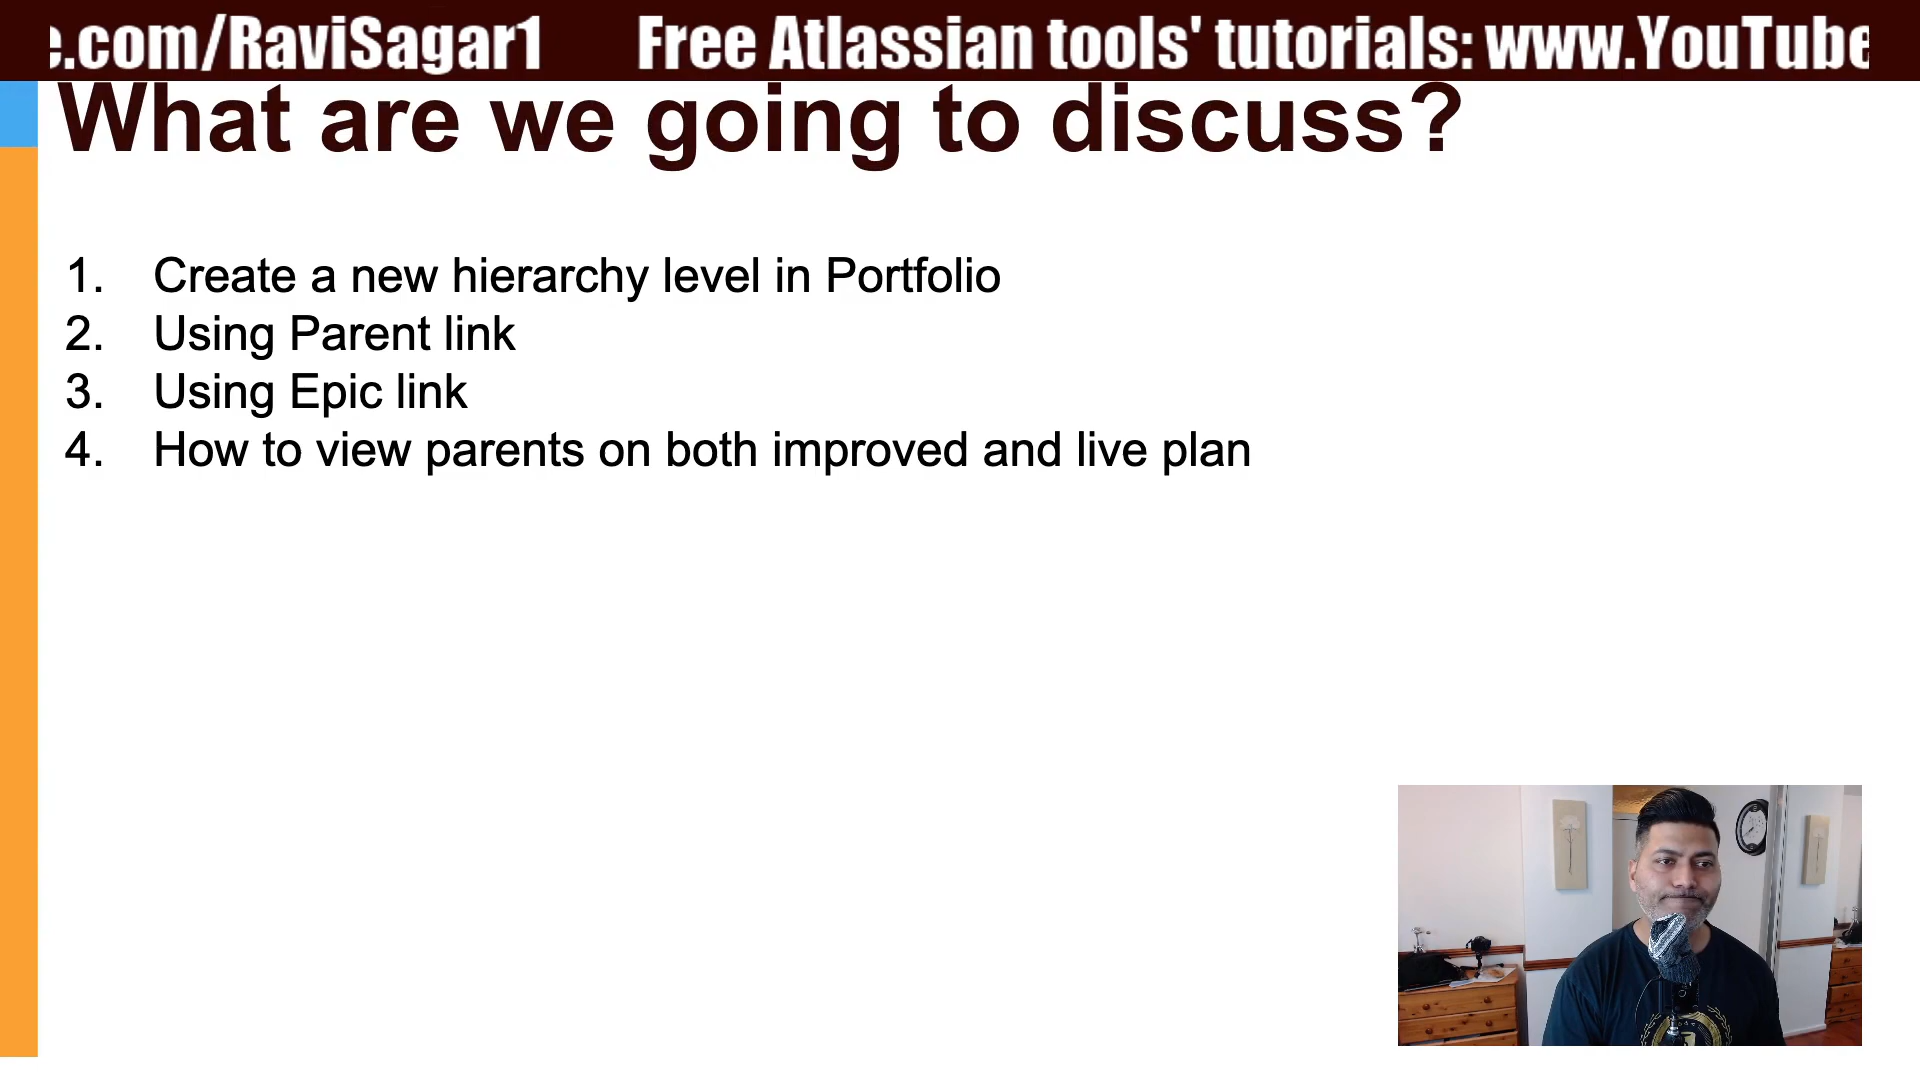 .com/RaviSagar1 Free Atlassian tools' tutorials: www.YouTube
What are we going to discuss?
1. Create a new hierarchy level in Portfolio
2. Using Parent link
3. Using Epic link
4. How to view parents on both improved and live plan